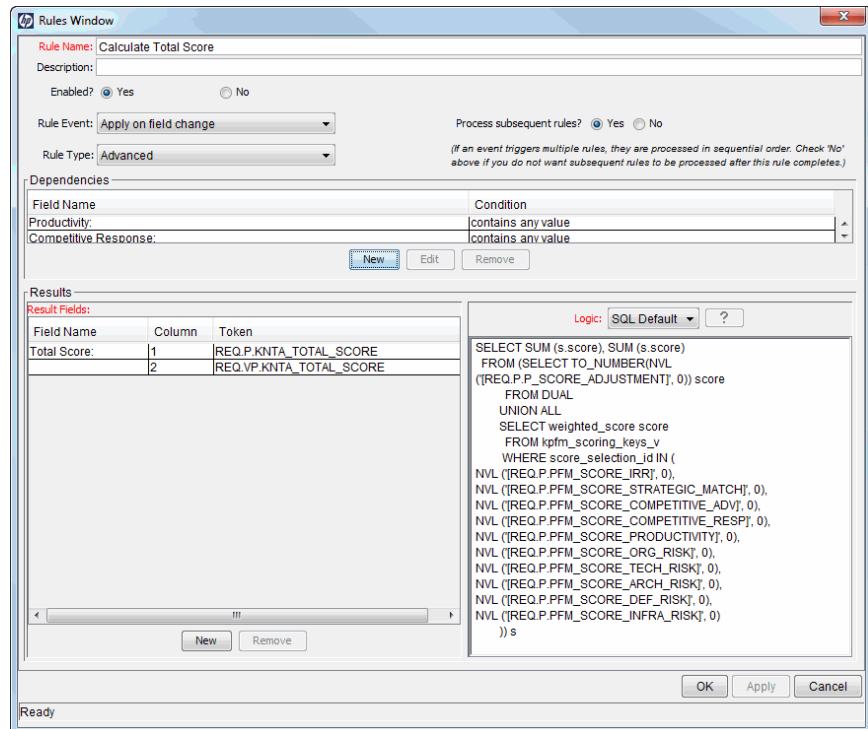 hp Rules Window
Rule Name: Calculate Total Score
Description:
Enabled? Yes No
Rule Event: Apply on field change
Process subsequent rules? Yes No
Rule Type: Advanced
(If an event triggers multiple rules, they are processed in sequential order. Check 'No'
above if you do not want subsequent rules to be processed after this rule completes.)
Dependencies
Field Name Condition
Productivity: contains any value
Competitive Response: contains any value
New Edit Remove
Results
Result Fields:
Field Name Column Token
Total Score: 1 REQ.P.KNTA_TOTAL_SCORE
2 REQ.VP.KNTA_TOTAL_SCORE
New Remove
Logic: SQL Default ?
SELECT SUM (s.score), SUM (s.score)
FROM (SELECT TO_NUMBER(NVL
('[REQ.P.P_SCORE_ADJUSTMENT]', 0)) score
FROM DUAL
UNION ALL
SELECT weighted_score score
FROM kpfm_scoring_keys_v
WHERE score_selection_id IN (
NVL ('[REQ.P.PFM_SCORE_IRR]', 0),
NVL ('[REQ.P.PFM_SCORE_STRATEGIC_MATCH]', 0),
NVL ('[REQ.P.PFM_SCORE_COMPETITIVE_ADV]', 0),
NVL ('[REQ.P.PFM_SCORE_COMPETITIVE_RESP]', 0),
NVL ('[REQ.P.PFM_SCORE_PRODUCTIVITY]', 0),
NVL ('[REQ.P.PFM_SCORE_ORG_RISK]', 0),
NVL ('[REQ.P.PFM_SCORE_TECH_RISK]', 0),
NVL ('[REQ.P.PFM_SCORE_ARCH_RISK]', 0),
NVL ('[REQ.P.PFM_SCORE_DEF_RISK]', 0),
NVL ('[REQ.P.PFM_SCORE_INFRA_RISK]', 0)
)) s
OK Apply Cancel
Ready